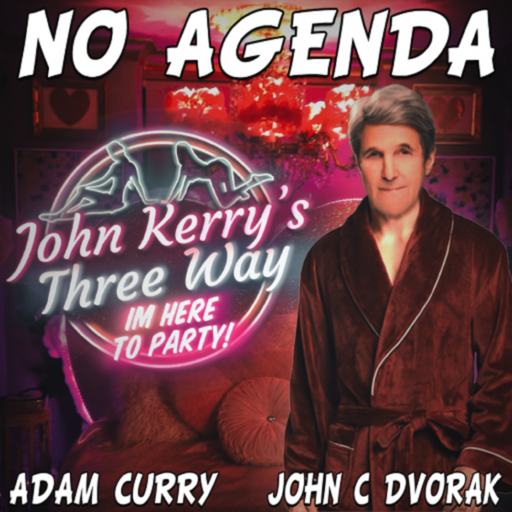 NO AGENDA
John Kerry's
Three Way
IM HERE
TO PARTY!
ADAM CURRY
JOHN C DVORAK